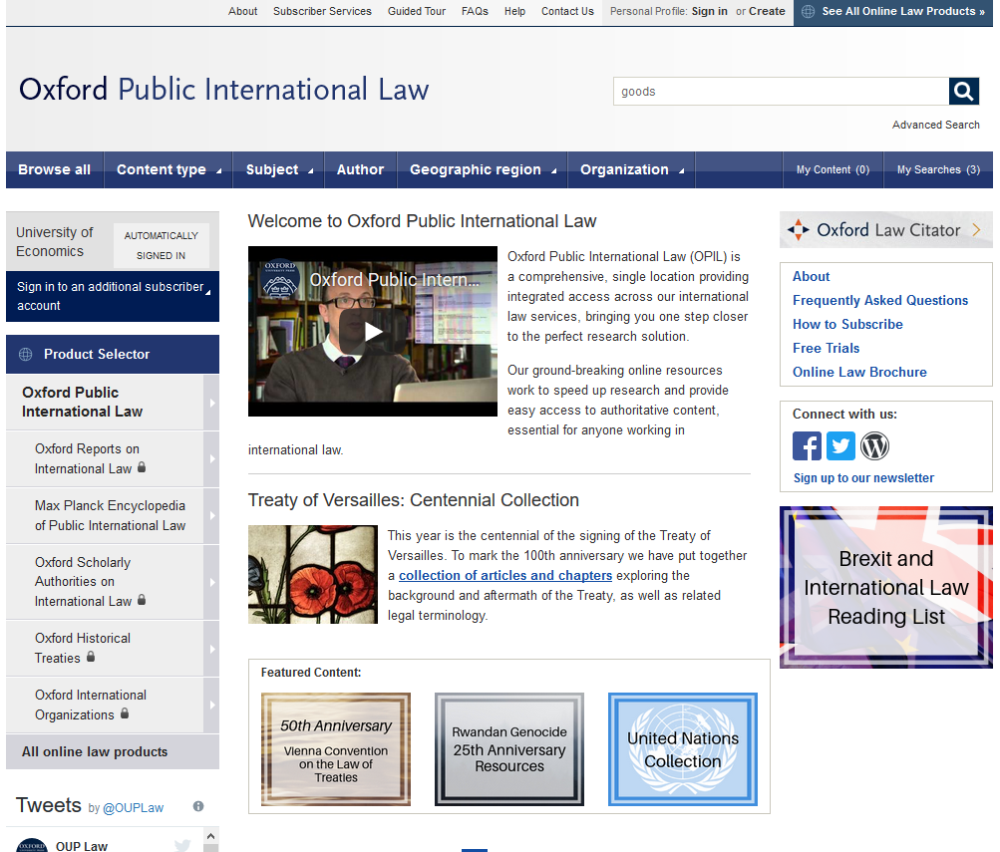 About Subscriber Services Guided Tour FAQs Help Contact Us Personal Profile: Sign in or Create See All Online Law Products »
Oxford Public International Law
goods
Advanced Search
Browse all Content type Subject Author Geographic region Organization My Content (0) My Searches (3)
University of
Economics
AUTOMATICALLY
SIGNED IN
Sign in to an additional subscriber
account
Product Selector
Oxford Public
International Law
Oxford Reports on
International Law
Max Planck Encyclopedia
of Public International Law
Oxford Scholarly
Authorities on
International Law
Oxford Historical
Treaties
Oxford International
Organizations
All online law products
Tweets by @OUPLaw
OXFORD
OUP Law
Welcome to Oxford Public International Law
OXFORD
Oxford Public Intern...
Oxford Public International Law (OPIL) is
a comprehensive, single location providing
integrated access across our international
law services, bringing you one step closer
to the perfect research solution.
Our ground-breaking online resources
work to speed up research and provide
easy access to authoritative content,
essential for anyone working in
international law.
Treaty of Versailles: Centennial Collection
This year is the centennial of the signing of the Treaty of
Versailles. To mark the 100th anniversary we have put together
a collection of articles and chapters exploring the
background and aftermath of the Treaty, as well as related
legal terminology.
Featured Content:
50th Anniversary
Vienna Convention
on the Law of
Treaties
Rwandan Genocide
25th Anniversary
Resources
United Nations
Collection
Oxford Law Citator
About
Frequently Asked Questions
How to Subscribe
Free Trials
Online Law Brochure
Connect with us:
Sign up to our newsletter
Brexit and
International Law
Reading List